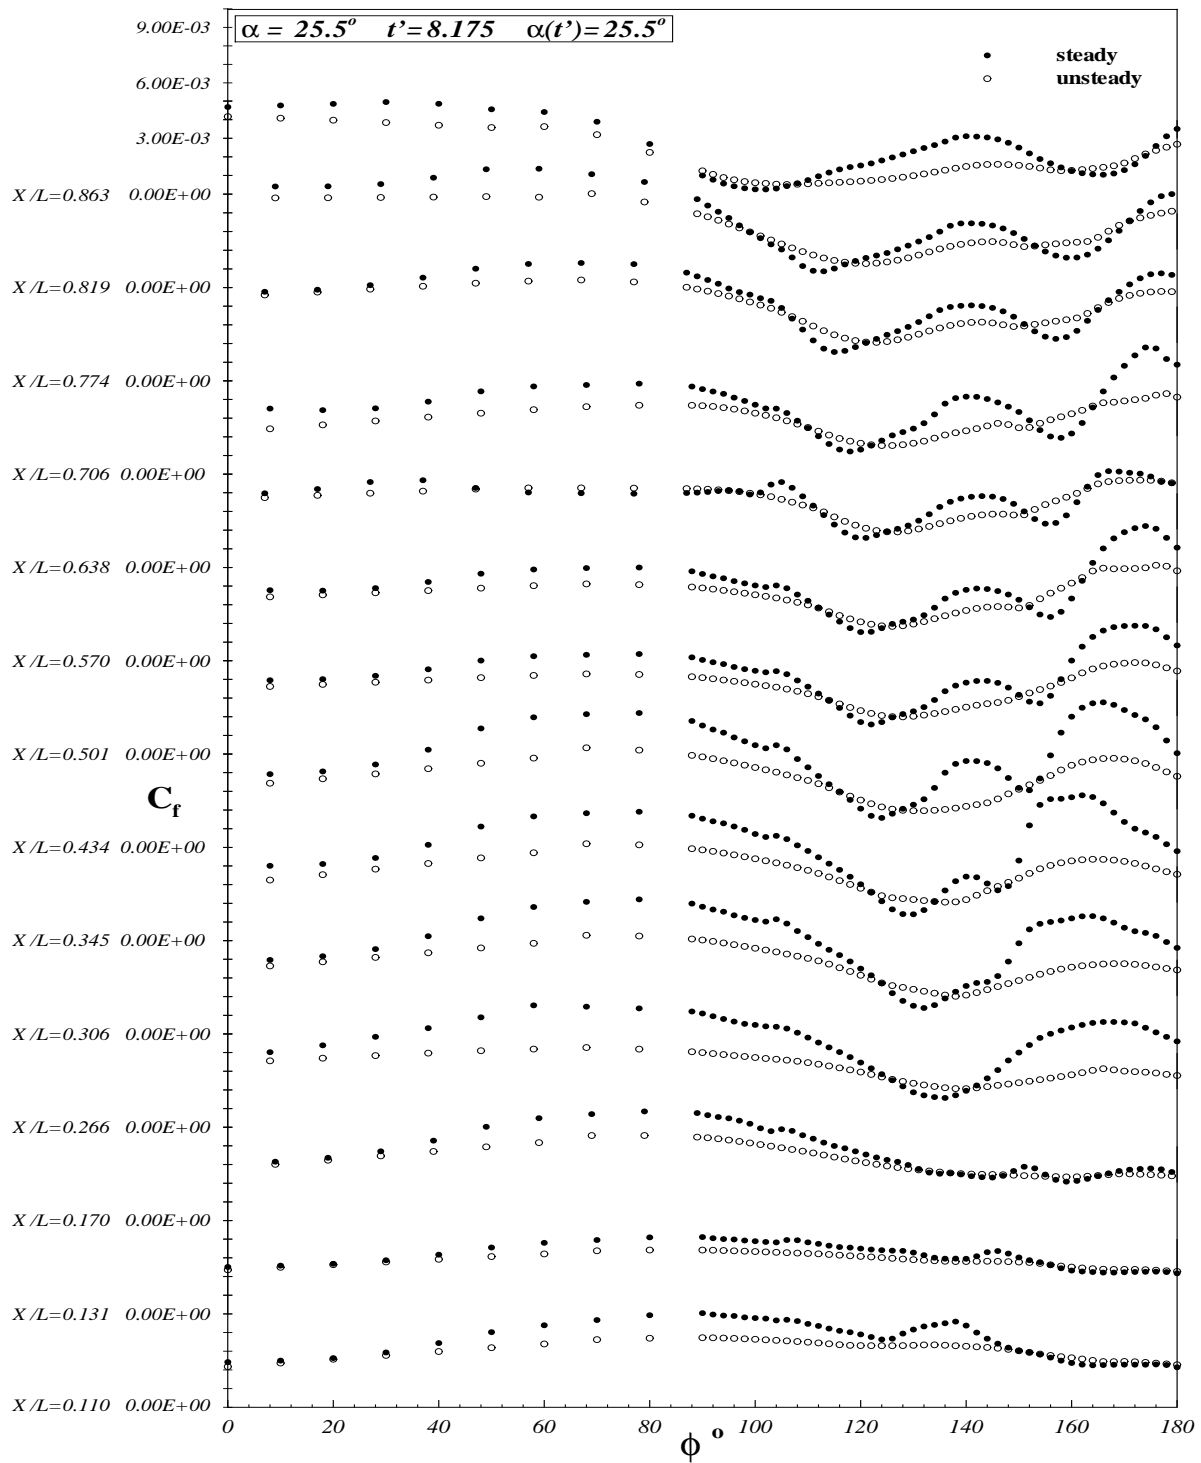 9.00E-03
α = 25.5° t'=8.175 α(t')=25.5°
steady
6.00E-03
unsteady
3.00E-03
X/L=0.863 0.00E+00
X/L=0.819 0.00E+00
X/L=0.774 0.00E+00
X/L=0.706 0.00E+00
X/L=0.638 0.00E+00
X/L=0.570 0.00E+00
X/L=0.501 0.00E+00
Cf
X/L=0.434 0.00E+00
X/L=0.345 0.00E+00
X/L=0.306 0.00E+00
X/L=0.266 0.00E+00
X/L=0.170 0.00E+00
X/L=0.131 0.00E+00
X/L=0.110 0.00E+00
0 20 40 60 80 100 120 140 160 180
ϕ °